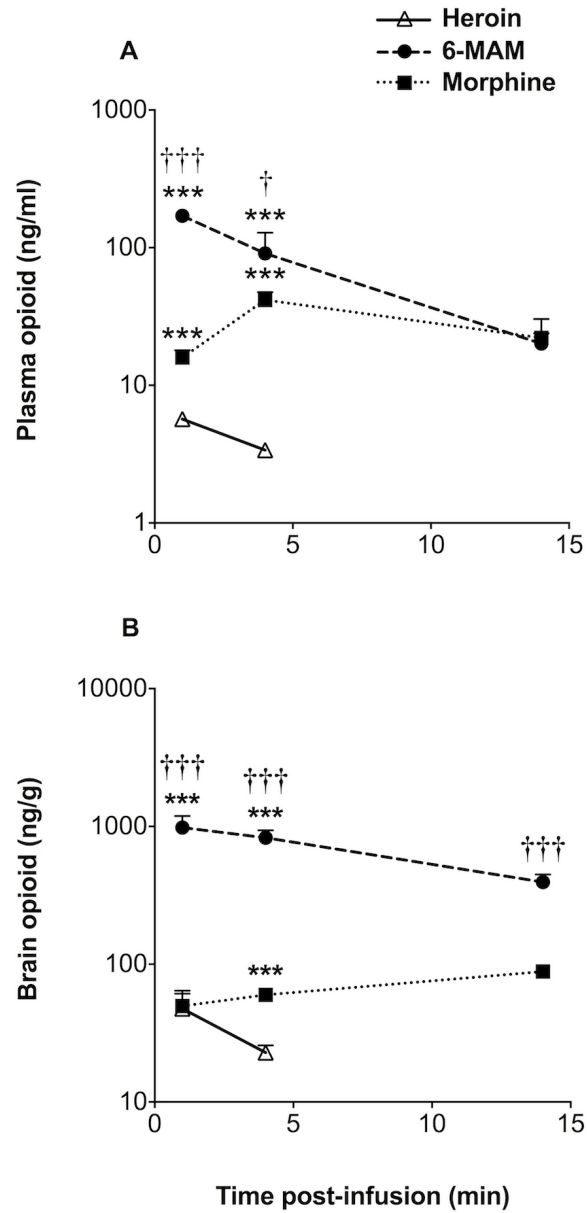 Heroin
6-MAM
Morphine
A
Plasma opioid (ng/ml)
1000
100
10
1
††† †
*** ***
***
***
0 5 10 15
B
Brain opioid (ng/g)
10000
1000
100
10
††† ††† †††
*** ***
***
0 5 10 15
Time post-infusion (min)